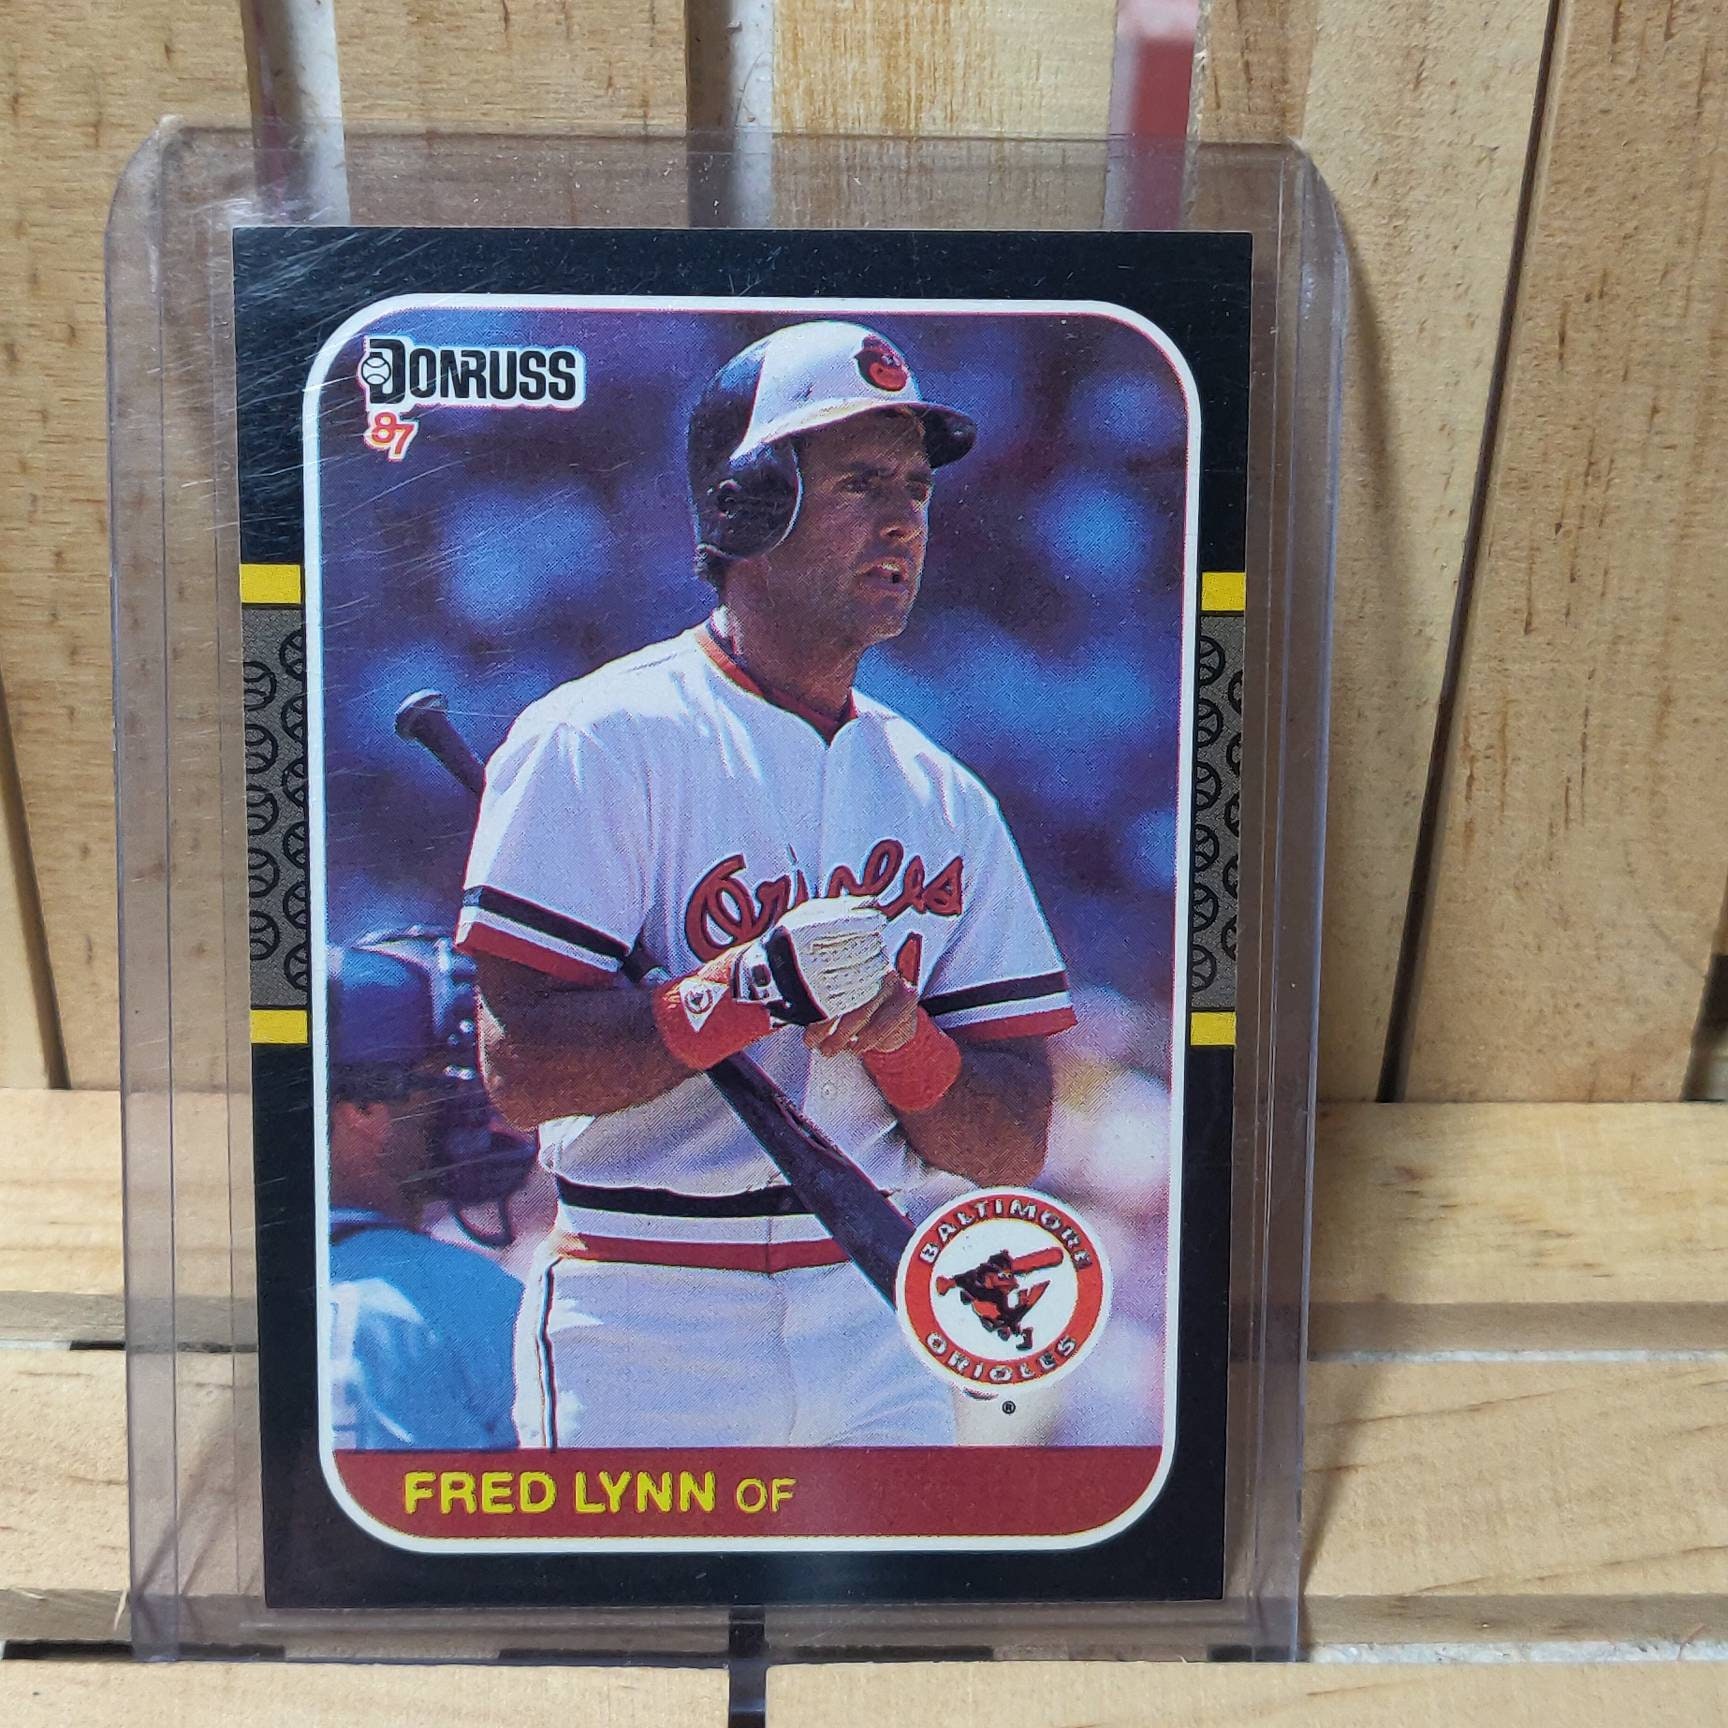 DONRUSS
87
Orioles
BALTIMORE
ORIOLES
®
FRED LYNN OF